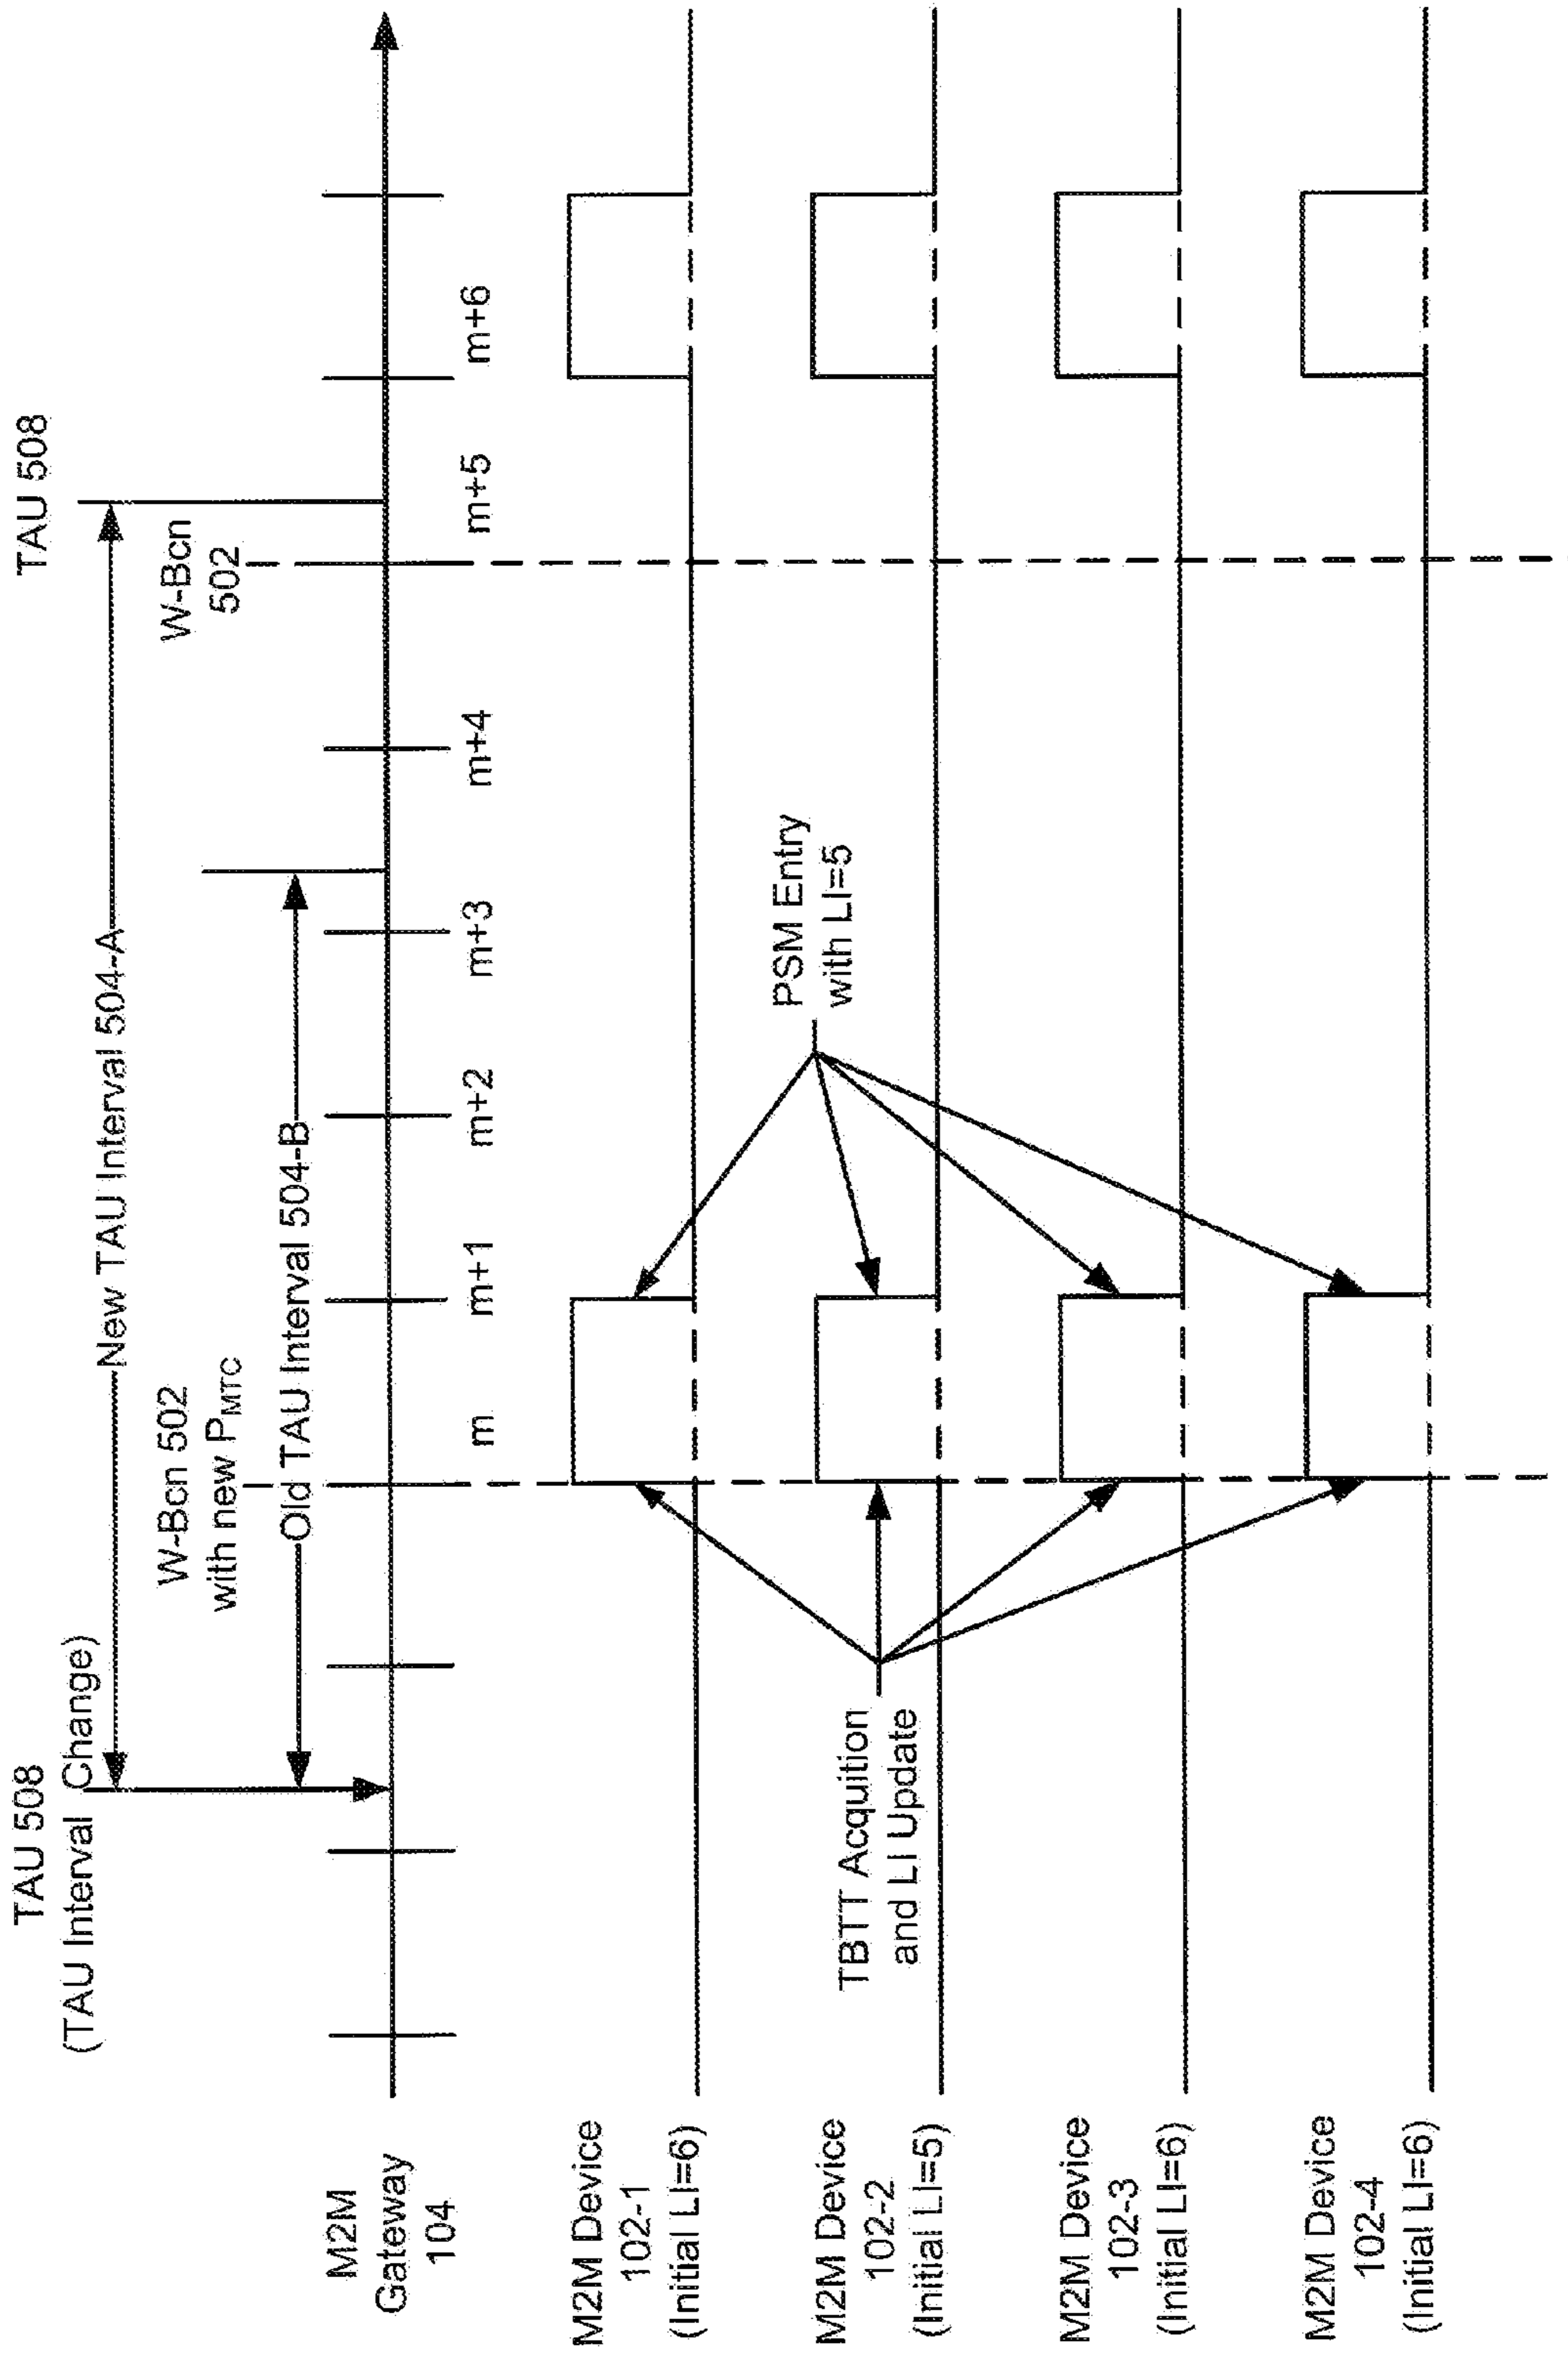 TAU 508
(TAU Interval Change)
TAU 508
New TAU Interval 504-A
W-Bcn 502
with new PMTC
W-Bcn
502
Old TAU Interval 504-B
M2M
Gateway
104
m
m+1
m+2
m+3
m+4
m+5
m+6
M2M Device
102-1
(Initial LI=6)
PSM Entry
with LI=5
TBTT Acquition
and LI Update
M2M Device
102-2
(Initial LI=5)
M2M Device
102-3
(Initial LI=6)
M2M Device
102-4
(Initial LI=6)